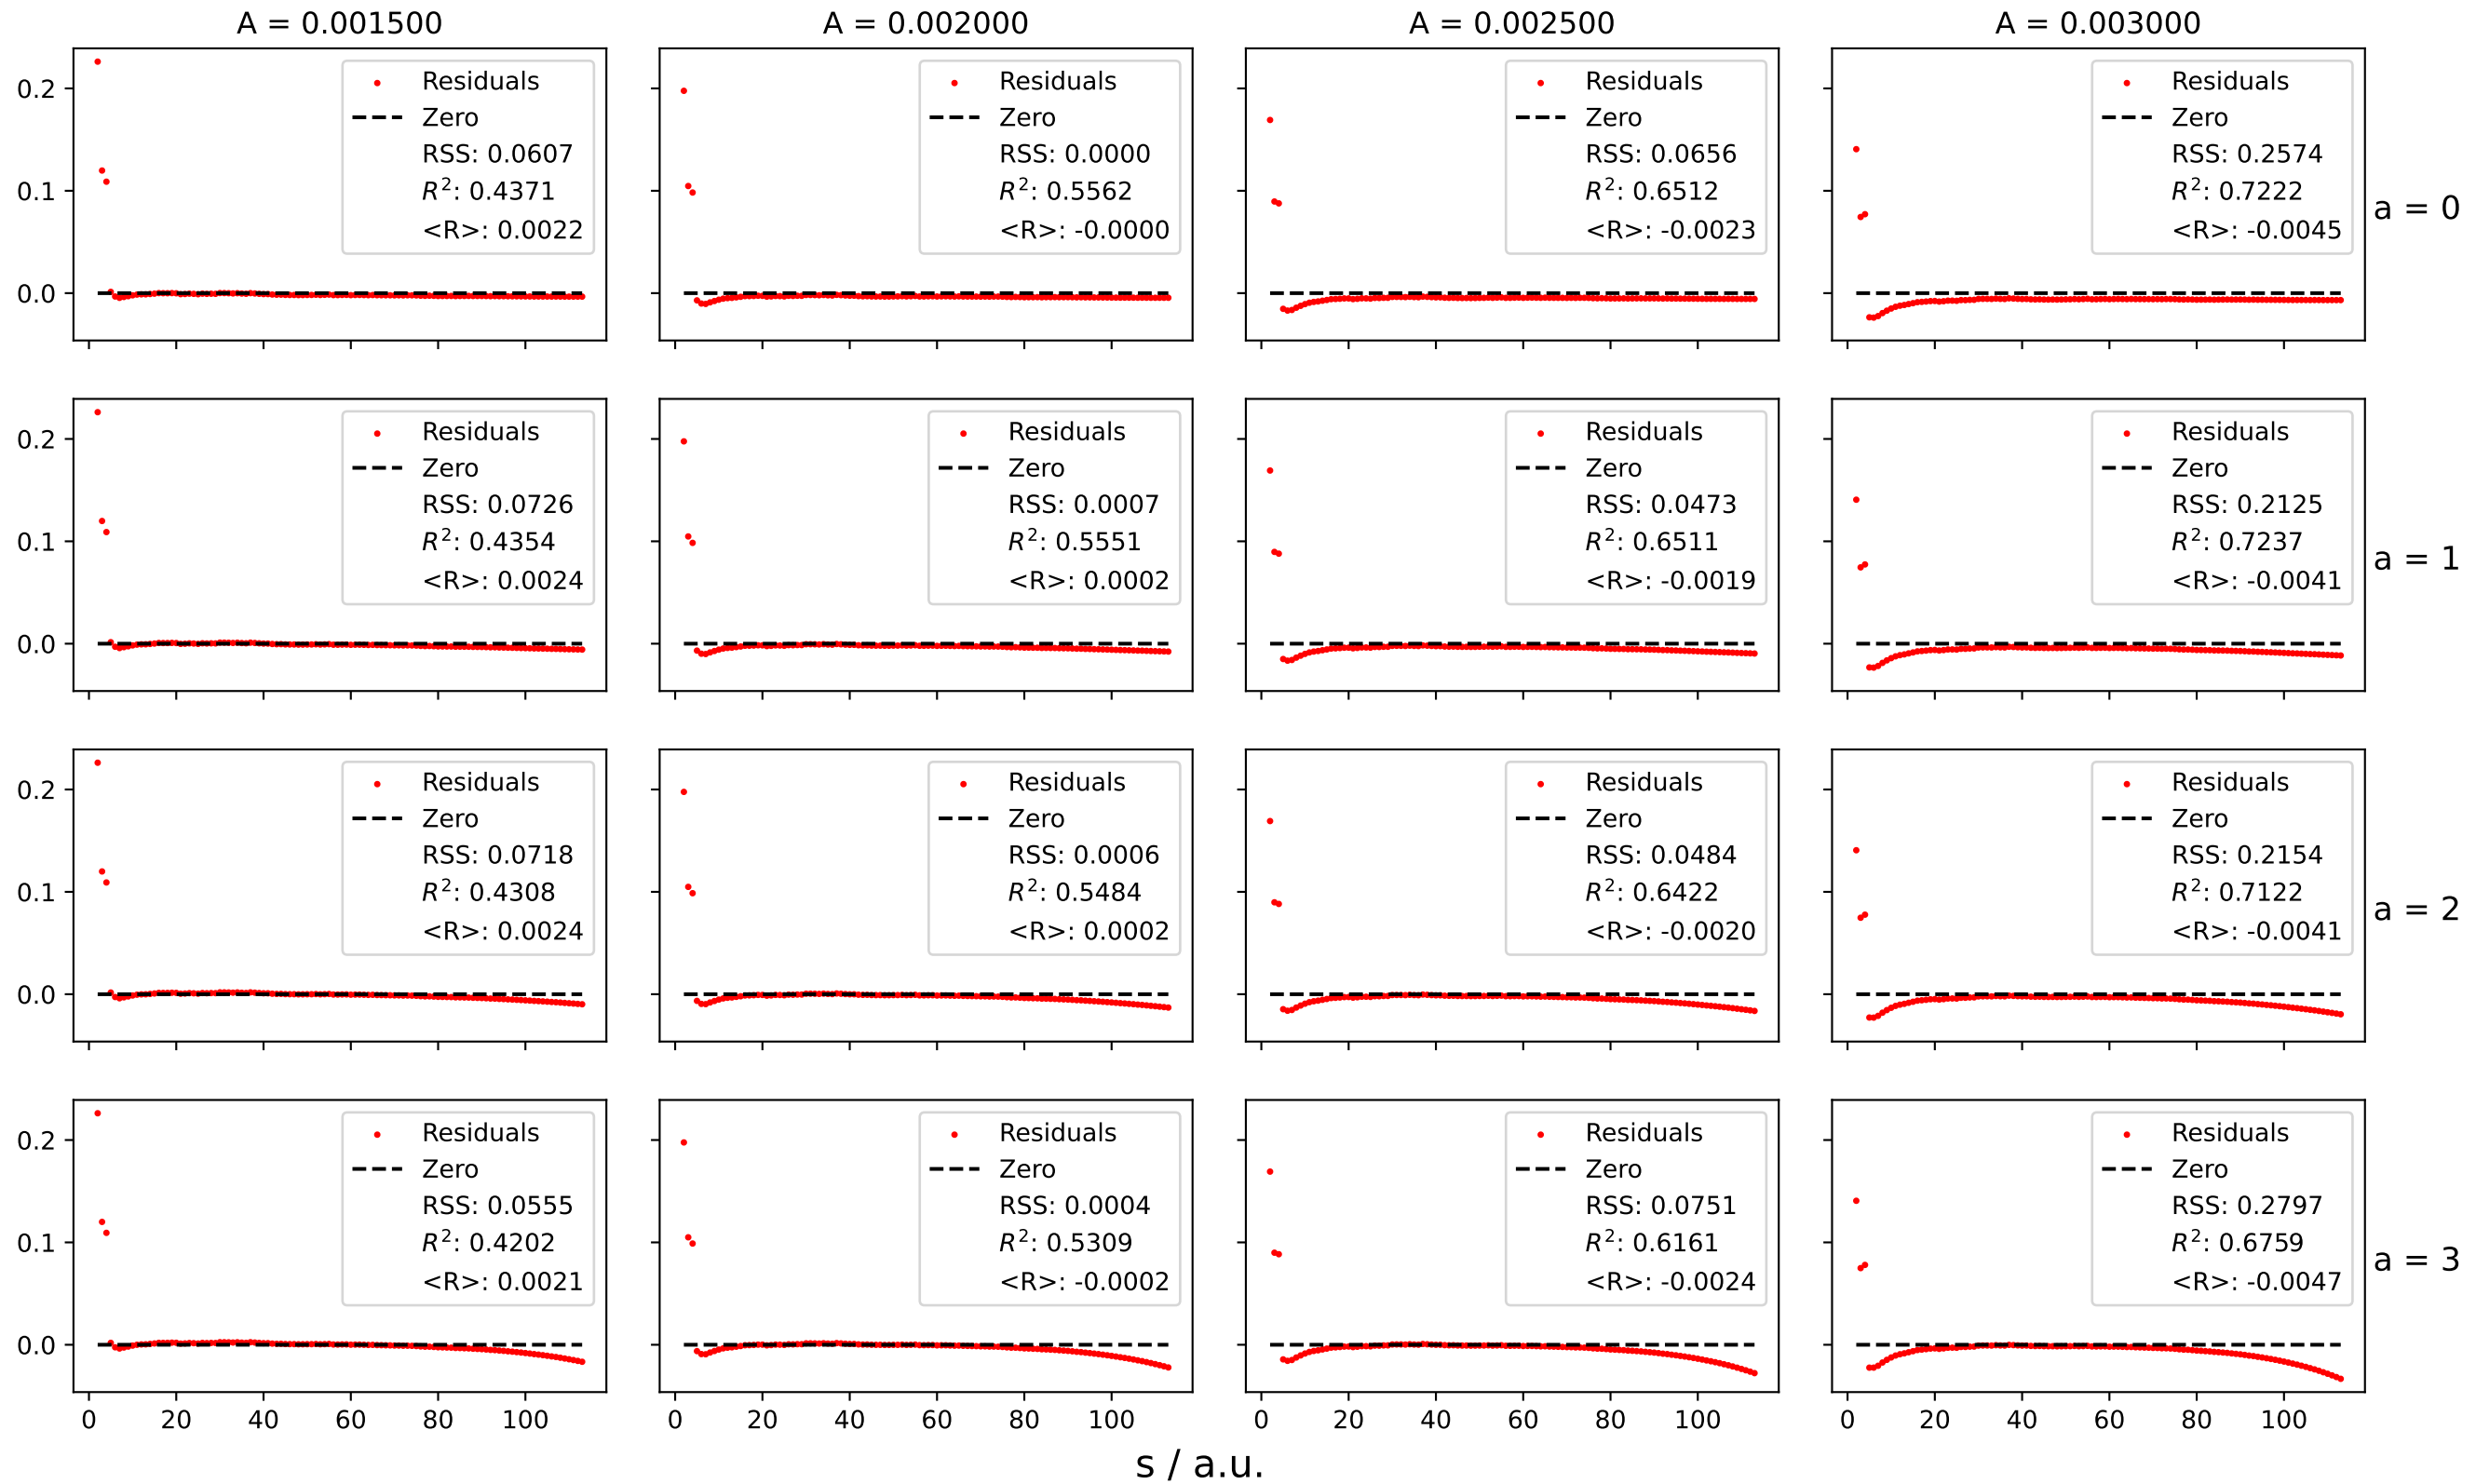 A = 0.001500
A = 0.002000
A = 0.002500
A = 0.003000
0.2
0.1
0.0
Residuals
Zero
RSS: 0.0607
R²: 0.4371
<R>: 0.0022
Residuals
Zero
RSS: 0.0000
R²: 0.5562
<R>: -0.0000
Residuals
Zero
RSS: 0.0656
R²: 0.6512
<R>: -0.0023
Residuals
Zero
RSS: 0.2574
R²: 0.7222
<R>: -0.0045
a = 0
0.2
0.1
0.0
Residuals
Zero
RSS: 0.0726
R²: 0.4354
<R>: 0.0024
Residuals
Zero
RSS: 0.0007
R²: 0.5551
<R>: 0.0002
Residuals
Zero
RSS: 0.0473
R²: 0.6511
<R>: -0.0019
Residuals
Zero
RSS: 0.2125
R²: 0.7237
<R>: -0.0041
a = 1
0.2
0.1
0.0
Residuals
Zero
RSS: 0.0718
R²: 0.4308
<R>: 0.0024
Residuals
Zero
RSS: 0.0006
R²: 0.5484
<R>: 0.0002
Residuals
Zero
RSS: 0.0484
R²: 0.6422
<R>: -0.0020
Residuals
Zero
RSS: 0.2154
R²: 0.7122
<R>: -0.0041
a = 2
0.2
0.1
0.0
Residuals
Zero
RSS: 0.0555
R²: 0.4202
<R>: 0.0021
Residuals
Zero
RSS: 0.0004
R²: 0.5309
<R>: -0.0002
Residuals
Zero
RSS: 0.0751
R²: 0.6161
<R>: -0.0024
Residuals
Zero
RSS: 0.2797
R²: 0.6759
<R>: -0.0047
a = 3
0 20 40 60 80 100
0 20 40 60 80 100
0 20 40 60 80 100
0 20 40 60 80 100
s / a.u.